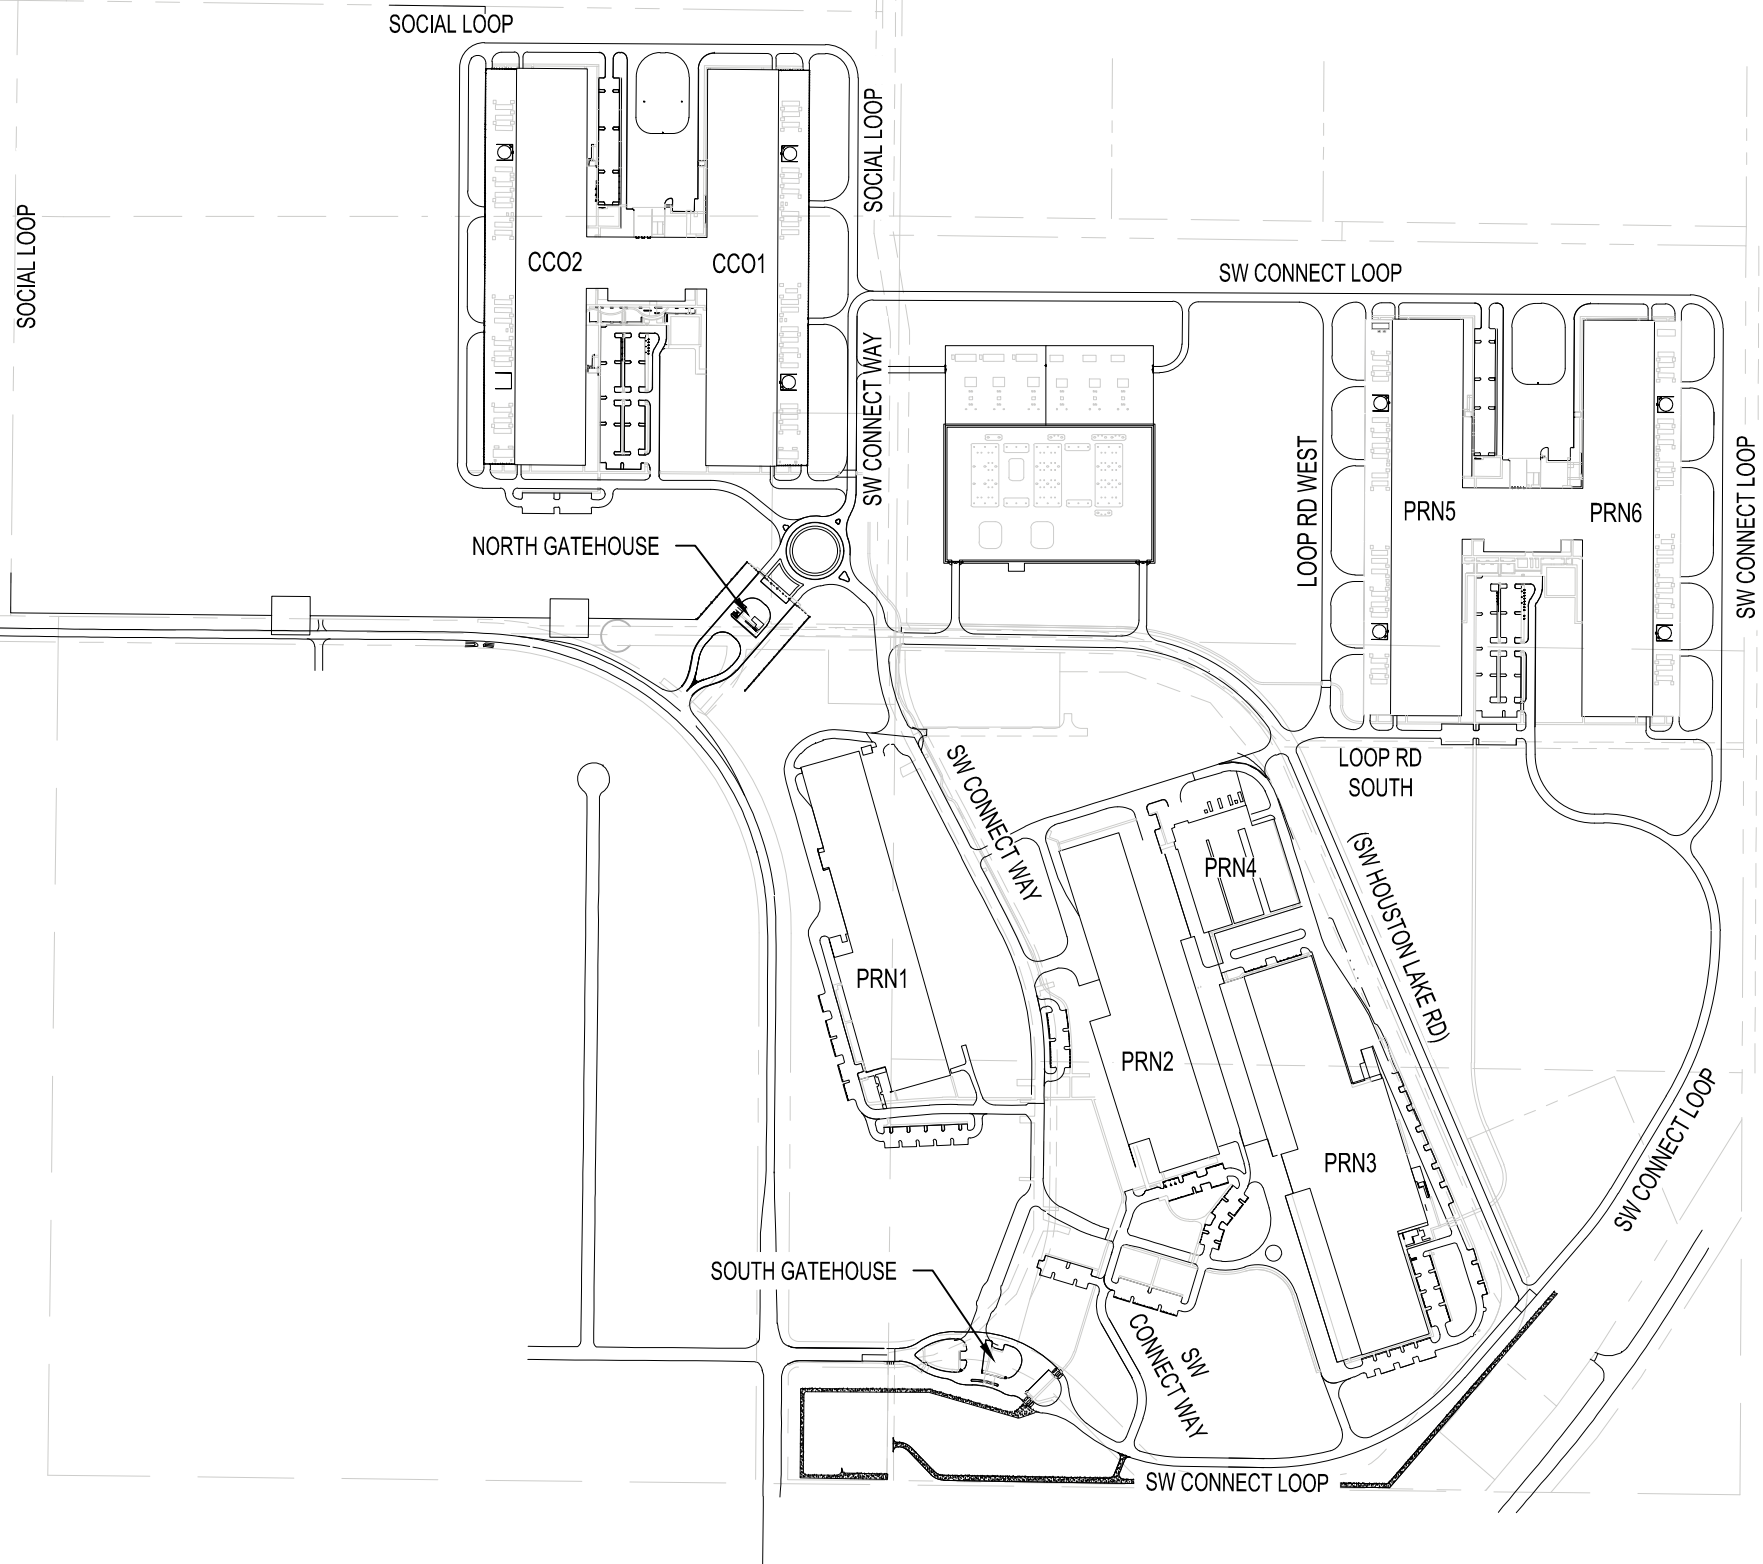 SOCIAL LOOP
SOCIAL LOOP
SOCIAL LOOP
CCO2
CCO1
SW CONNECT LOOP
SW CONNECT WAY
LOOP RD WEST
PRN5
PRN6
SW CONNECT LOOP
NORTH GATEHOUSE
LOOP RD
SOUTH
SW CONNECT WAY
PRN4
(SW HOUSTON LAKE RD)
PRN1
PRN2
PRN3
SW CONNECT LOOP
SOUTH GATEHOUSE
SW
CONNECT WAY
SW CONNECT LOOP